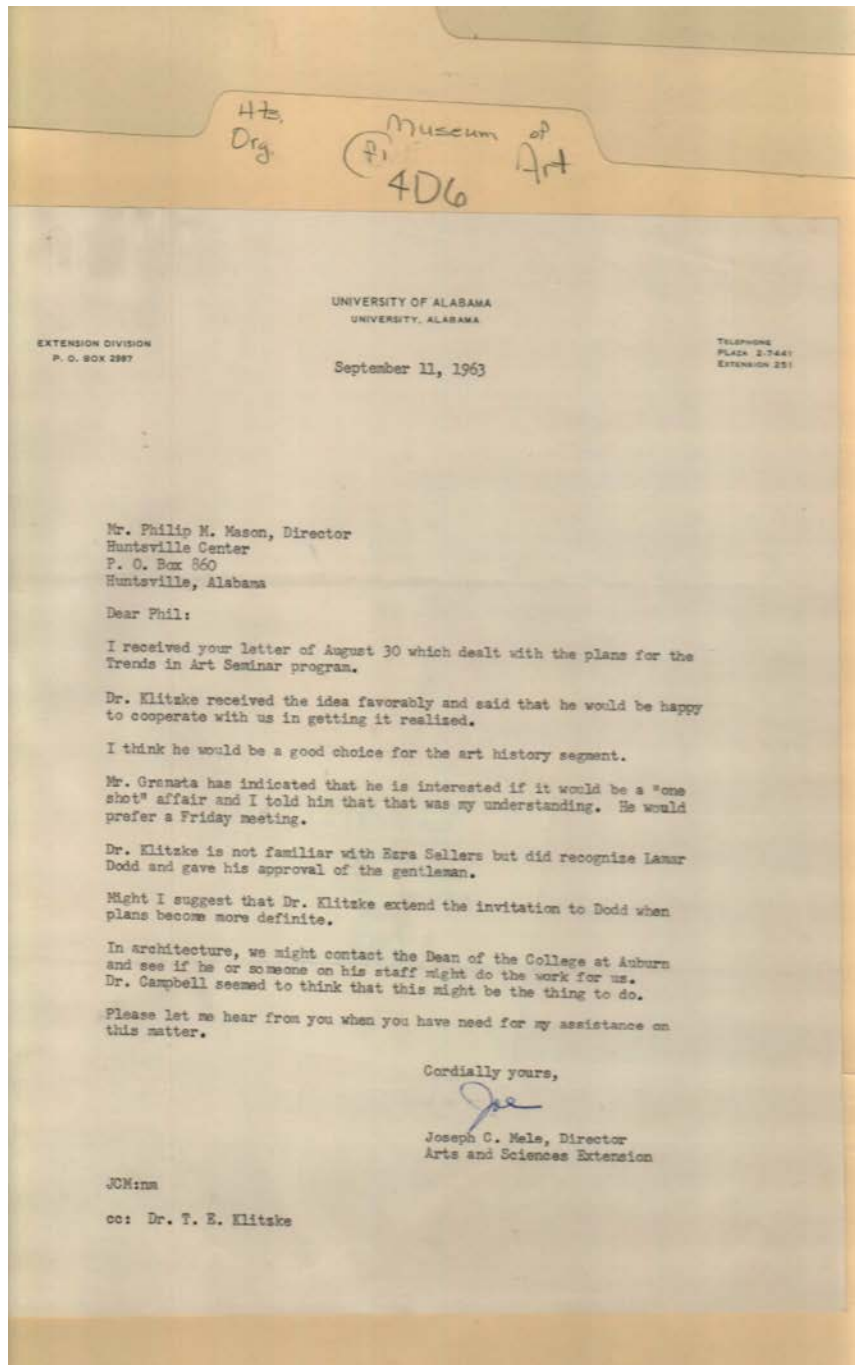 Hts.
Org.
Museum of
Art
4D6
UNIVERSITY OF ALABAMA
UNIVERSITY, ALABAMA
EXTENSION DIVISION
P. O. BOX 2987
TELEPHONE
PLAZA 2-7441
EXTENSION 251
September 11, 1963
Mr. Philip M. Mason, Director
Huntsville Center
P. O. Box 860
Huntsville, Alabama
Dear Phil:
I received your letter of August 30 which dealt with the plans for the
Trends in Art Seminar program.
Dr. Klitzke received the idea favorably and said that he would be happy
to cooperate with us in getting it realized.
I think he would be a good choice for the art history segment.
Mr. Granata has indicated that he is interested if it would be a "one
shot" affair and I told him that that was my understanding. He would
prefer a Friday meeting.
Dr. Klitzke is not familiar with Ezra Sellers but did recognize Lamar
Dodd and gave his approval of the gentleman.
Might I suggest that Dr. Klitzke extend the invitation to Dodd when
plans become more definite.
In architecture, we might contact the Dean of the College at Auburn
and see if he or someone on his staff might do the work for us.
Dr. Campbell seemed to think that this might be the thing to do.
Please let me hear from you when you have need for my assistance on
this matter.
Cordially yours,
Joe
Joseph C. Mele, Director
Arts and Sciences Extension
JCM:nm
cc: Dr. T. E. Klitzke